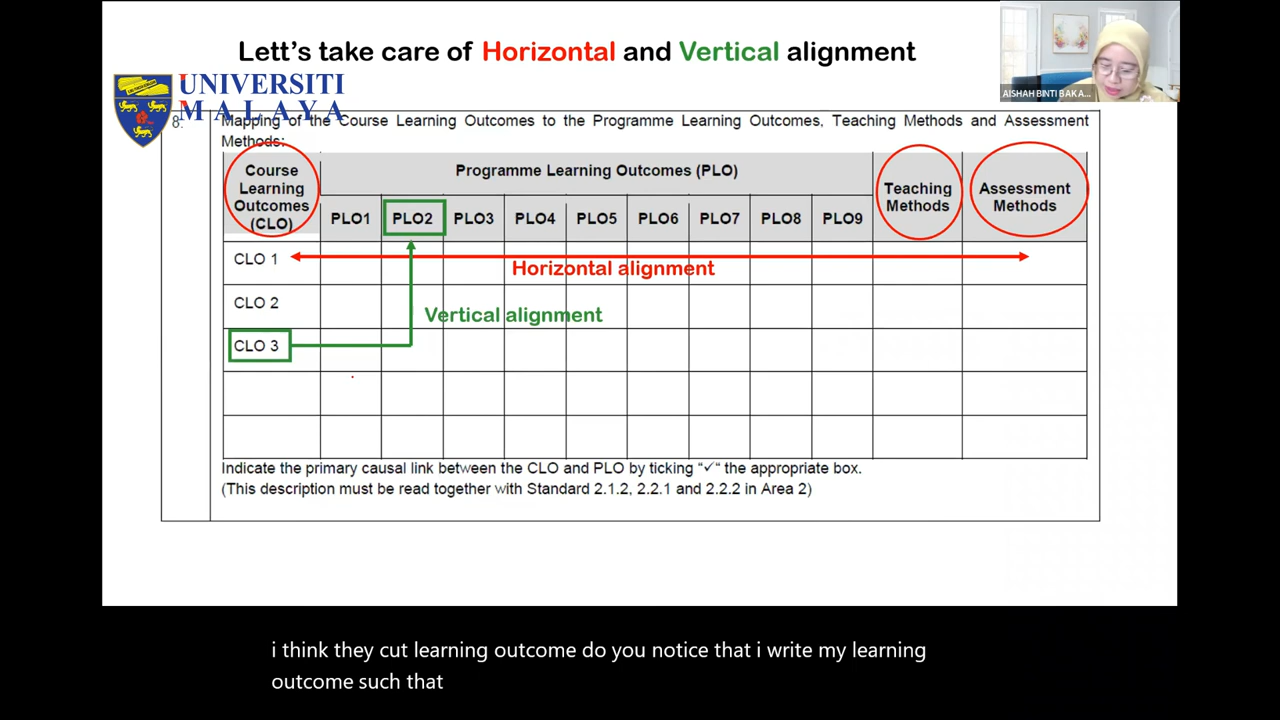 Lett's take care of Horizontal and Vertical alignment
UNIVERSITI
MALAYA
AISHAH BINTI BAKA...
8.
Mapping of the Course Learning Outcomes to the Programme Learning Outcomes, Teaching Methods and Assessment
Methods:
Course
Learning
Outcomes
(CLO)
Programme Learning Outcomes (PLO)
Teaching
Methods
Assessment
Methods
PLO1 PLO2 PLO3 PLO4 PLO5 PLO6 PLO7 PLO8 PLO9
CLO 1
Horizontal alignment
CLO 2
Vertical alignment
CLO 3
Indicate the primary causal link between the CLO and PLO by ticking "✓" the appropriate box.
(This description must be read together with Standard 2.1.2, 2.2.1 and 2.2.2 in Area 2)
i think they cut learning outcome do you notice that i write my learning
outcome such that